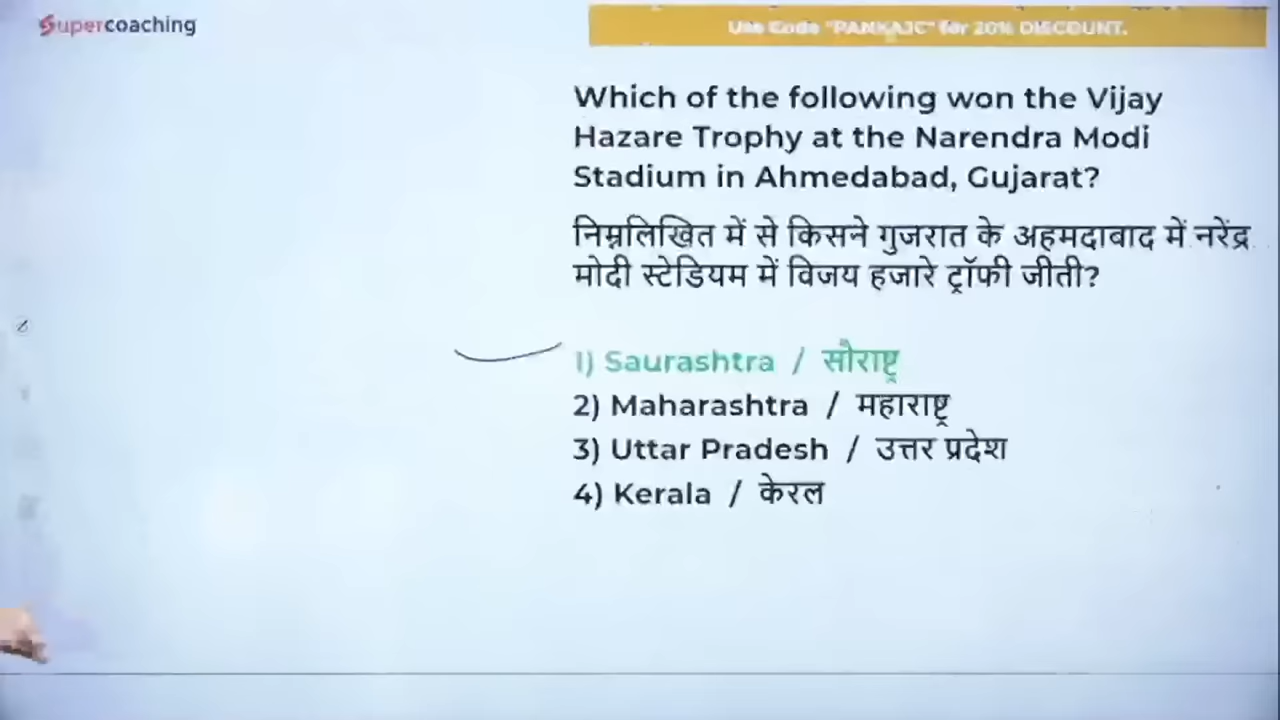 Supercoaching
Use Code "PANKAJC" for 20% DISCOUNT.
Which of the following won the Vijay
Hazare Trophy at the Narendra Modi
Stadium in Ahmedabad, Gujarat?
निम्नलिखित में से किसने गुजरात के अहमदाबाद में नरेंद्र
मोदी स्टेडियम में विजय हजारे ट्रॉफी जीती?
1) Saurashtra / सौराष्ट्र
2) Maharashtra / महाराष्ट्र
3) Uttar Pradesh / उत्तर प्रदेश
4) Kerala / केरल